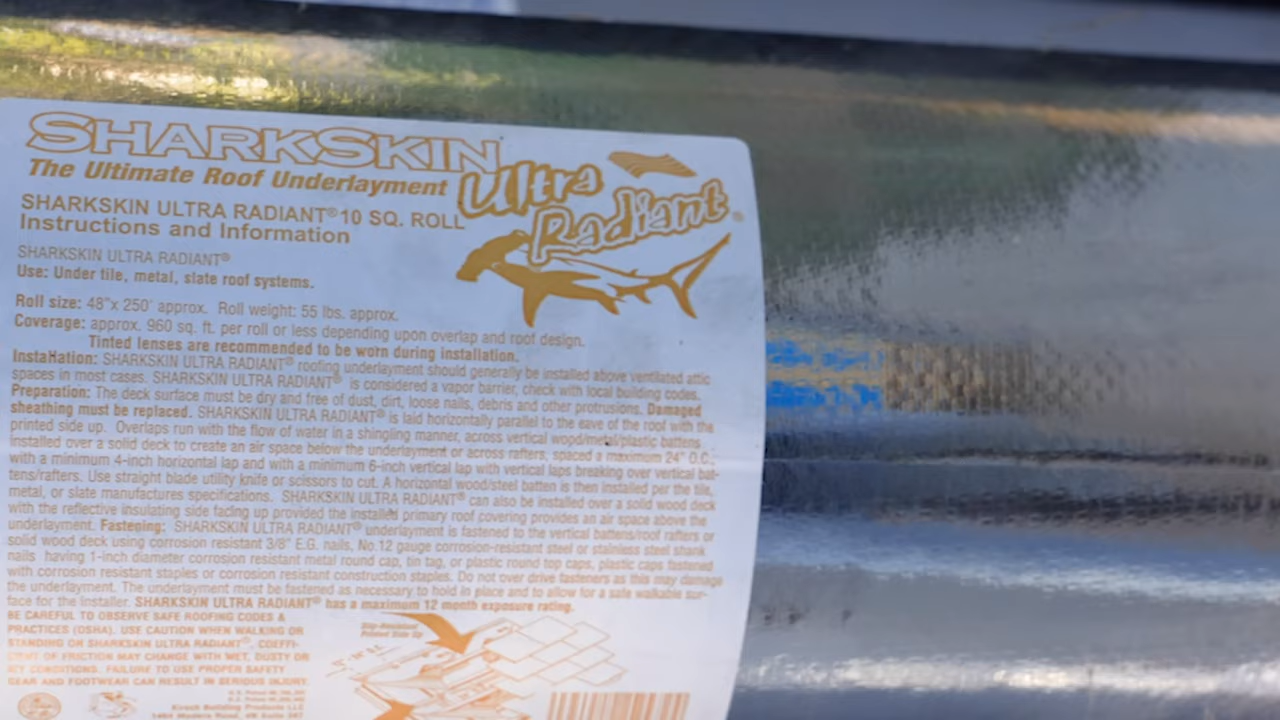 SHARKSKIN
Ultra
Radiant®
The Ultimate Roof Underlayment
SHARKSKIN ULTRA RADIANT® 10 SQ. ROLL
Instructions and Information
SHARKSKIN ULTRA RADIANT®
Use: Under tile, metal, slate roof systems.
Roll size: 48"x 250' approx. Roll weight: 55 lbs. approx.
Coverage: approx. 960 sq. ft. per roll or less depending upon overlap and roof design.
Tinted lenses are recommended to be worn during installation.
InstaHation: SHARKSKIN ULTRA RADIANT® roofing underlayment should generally be installed above ventilated attic
spaces in most cases. SHARKSKIN ULTRA RADIANT® is considered a vapor barrier, check with local building codes.
Preparation: The deck surface must be dry and free of dust, dirt, loose nails, debris and other protrusions. Damaged
sheathing must be replaced. SHARKSKIN ULTRA RADIANT® is laid horizontally parallel to the eave of the roof with the
printed side up. Overlaps run with the flow of water in a shingling manner, across vertical wood/metal/plastic battens
installed over a solid deck to create an air space below the underlayment or across rafters, spaced a maximum 24" O.C.,
with a minimum 4-inch horizontal lap and with a minimum 6-inch vertical lap with vertical laps breaking over vertical bat-
tens/rafters. Use straight blade utility knife or scissors to cut. A horizontal wood/steel batten is then installed per the tile,
metal, or slate manufactures specifications. SHARKSKIN ULTRA RADIANT® can also be installed over a solid wood deck
with the reflective insulating side facing up provided the installed primary roof covering provides an air space above the
underlayment. Fastening: SHARKSKIN ULTRA RADIANT® underlayment is fastened to the vertical battens/roof rafters or
solid wood deck using corrosion resistant 3/8" E.G. nails, No.12 gauge corrosion-resistant steel or stainless steel shank
nails having 1-inch diameter corrosion resistant metal round cap, tin tag, or plastic round top caps, plastic caps fastened
with corrosion resistant staples or corrosion resistant construction staples. Do not over drive fasteners as this may damage
the underlayment. The underlayment must be fastened as necessary to hold in place and to allow for a safe walkable sur-
face for the installer. SHARKSKIN ULTRA RADIANT® has a maximum 12 month exposure rating.
BE CAREFUL TO OBSERVE SAFE ROOFING CODES &
PRACTICES (OSHA). USE CAUTION WHEN WALKING OR
STANDING ON SHARKSKIN ULTRA RADIANT®. COEFFI-
CIENT OF FRICTION MAY CHANGE WITH WET, DUSTY OR
ICY CONDITIONS. FAILURE TO USE PROPER SAFETY
GEAR AND FOOTWEAR CAN RESULT IN SERIOUS INJURY.
Printed Side Up
Kirsch Building Products LLC